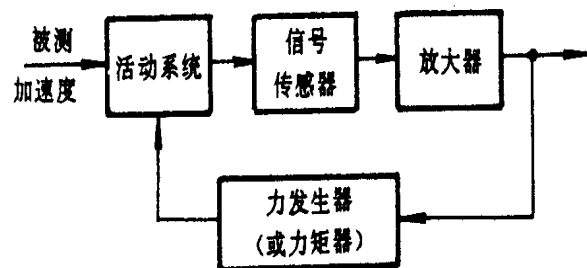 被测
加速度
活动系统
信号
传感器
放大器
力发生器
(或力矩器)